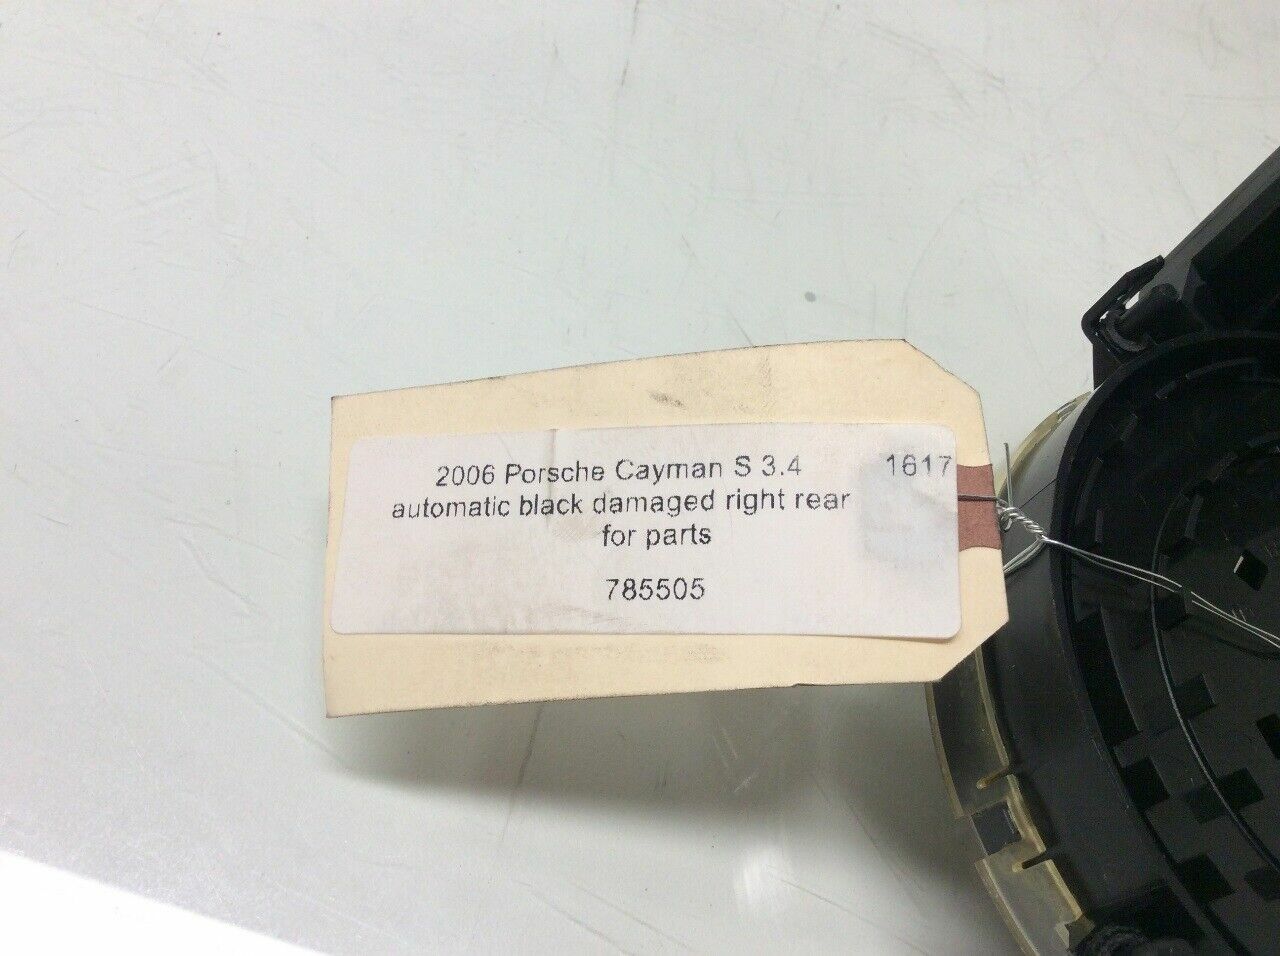 2006 Porsche Cayman S 3.4 1617
automatic black damaged right rear
for parts
785505